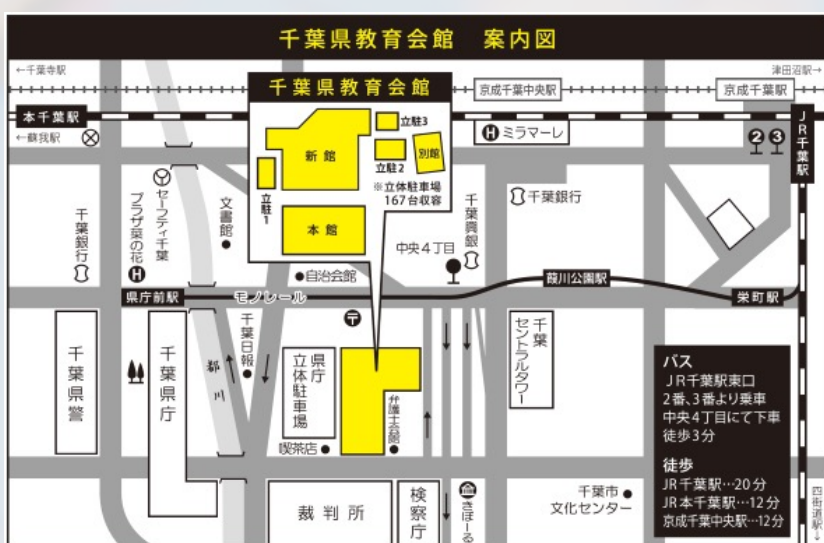 千葉県教育会館 案内図
←千葉寺駅
津田沼駅→
千葉県教育会館
京成千葉中央駅
京成千葉駅
本千葉駅
←蘇我駅
JR千葉駅
新館
立駐3
立駐2
別館
立駐1
※立体駐車場
167台収容
本館
H ミラマーレ
2 3
セーフティ千葉
プラザ菜の花
H
千葉銀行
文書館
千葉銀行
千葉興銀
中央4丁目
自治会館
葭川公園駅
県庁前駅
モノレール
栄町駅
〒
千葉日報
都川
千葉県警
千葉県庁
県庁
立体駐車場
弁護士会館
喫茶店
千葉
セントラルタワー
裁判所
検察庁
きぼーる
千葉市
文化センター
バス
JR千葉駅東口
2番、3番より乗車
中央4丁目にて下車
徒歩3分
徒歩
JR千葉駅…20分
JR本千葉駅…12分
京成千葉中央駅…12分
四街道駅→